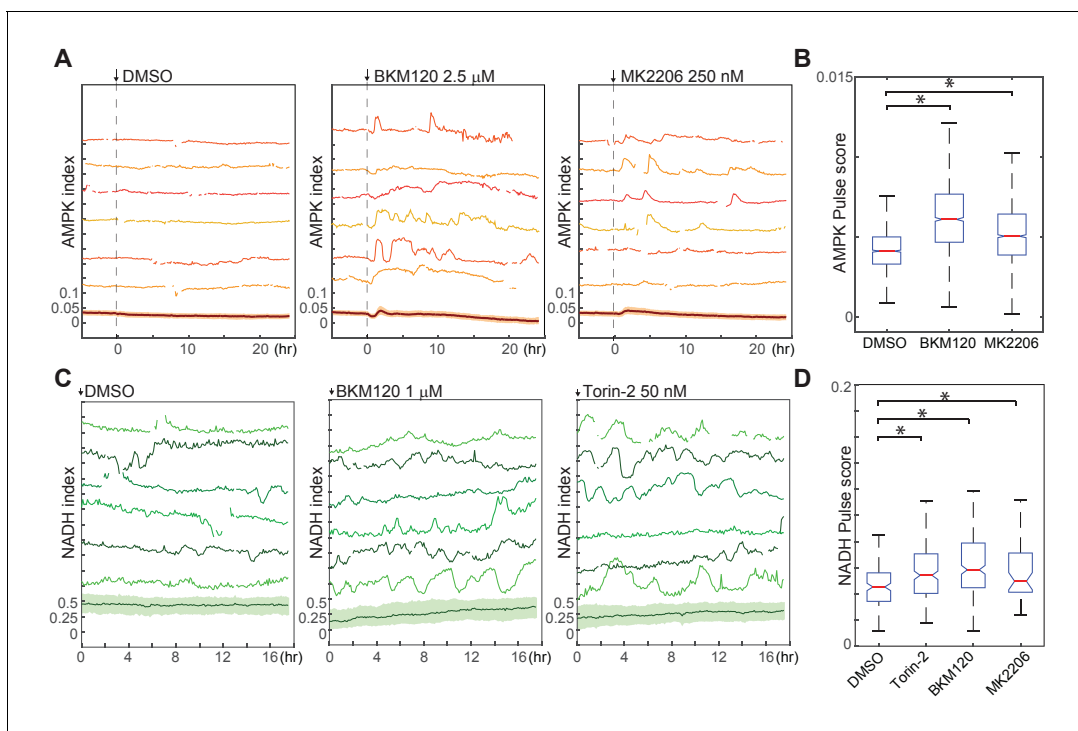 A
DMSO
BKM120 2.5 μM
MK2206 250 nM
AMPK index
AMPK index
AMPK index
0.1
0.05
0
0.1
0.05
0
0.1
0.05
0
0 10 20 (hr)
0 10 20 (hr)
0 10 20 (hr)
B
0.015
AMPK Pulse score
0
* *
DMSO BKM120 MK2206
C
DMSO
BKM120 1 μM
Torin-2 50 nM
NADH index
NADH index
NADH index
0.5
0.25
0
0.5
0.25
0
0.5
0.25
0
0 4 8 12 16 (hr)
0 4 8 12 16 (hr)
0 4 8 12 16 (hr)
D
0.2
NADH Pulse score
0
* * *
DMSO
Torin-2
BKM120
MK2206